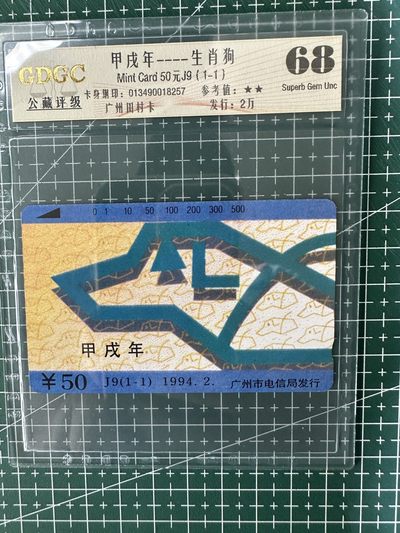 GDGC
公藏评级
甲戌年----生肖狗
Mint Card 50元J9 (1-1)
卡身喷印：013490018257 参考值：★★
广州田村卡 发行：2万
68
Superb Gem Unc
0 1 10 50 100 200 300 500
甲戌年
¥50 J9(1-1) 1994.2. 广州市电信局发行